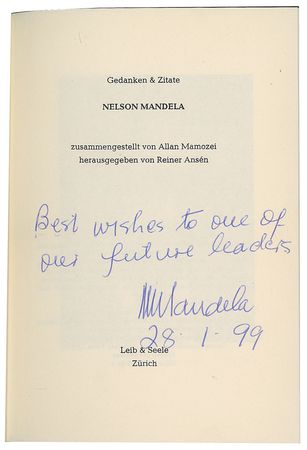 Gedanken & Zitate
NELSON MANDELA
zusammengestellt von Allan Mamozei
herausgegeben von Reiner Ansén
Best wishes to one of
our future leaders
NMandela
28·1·99
Leib & Seele
Zürich